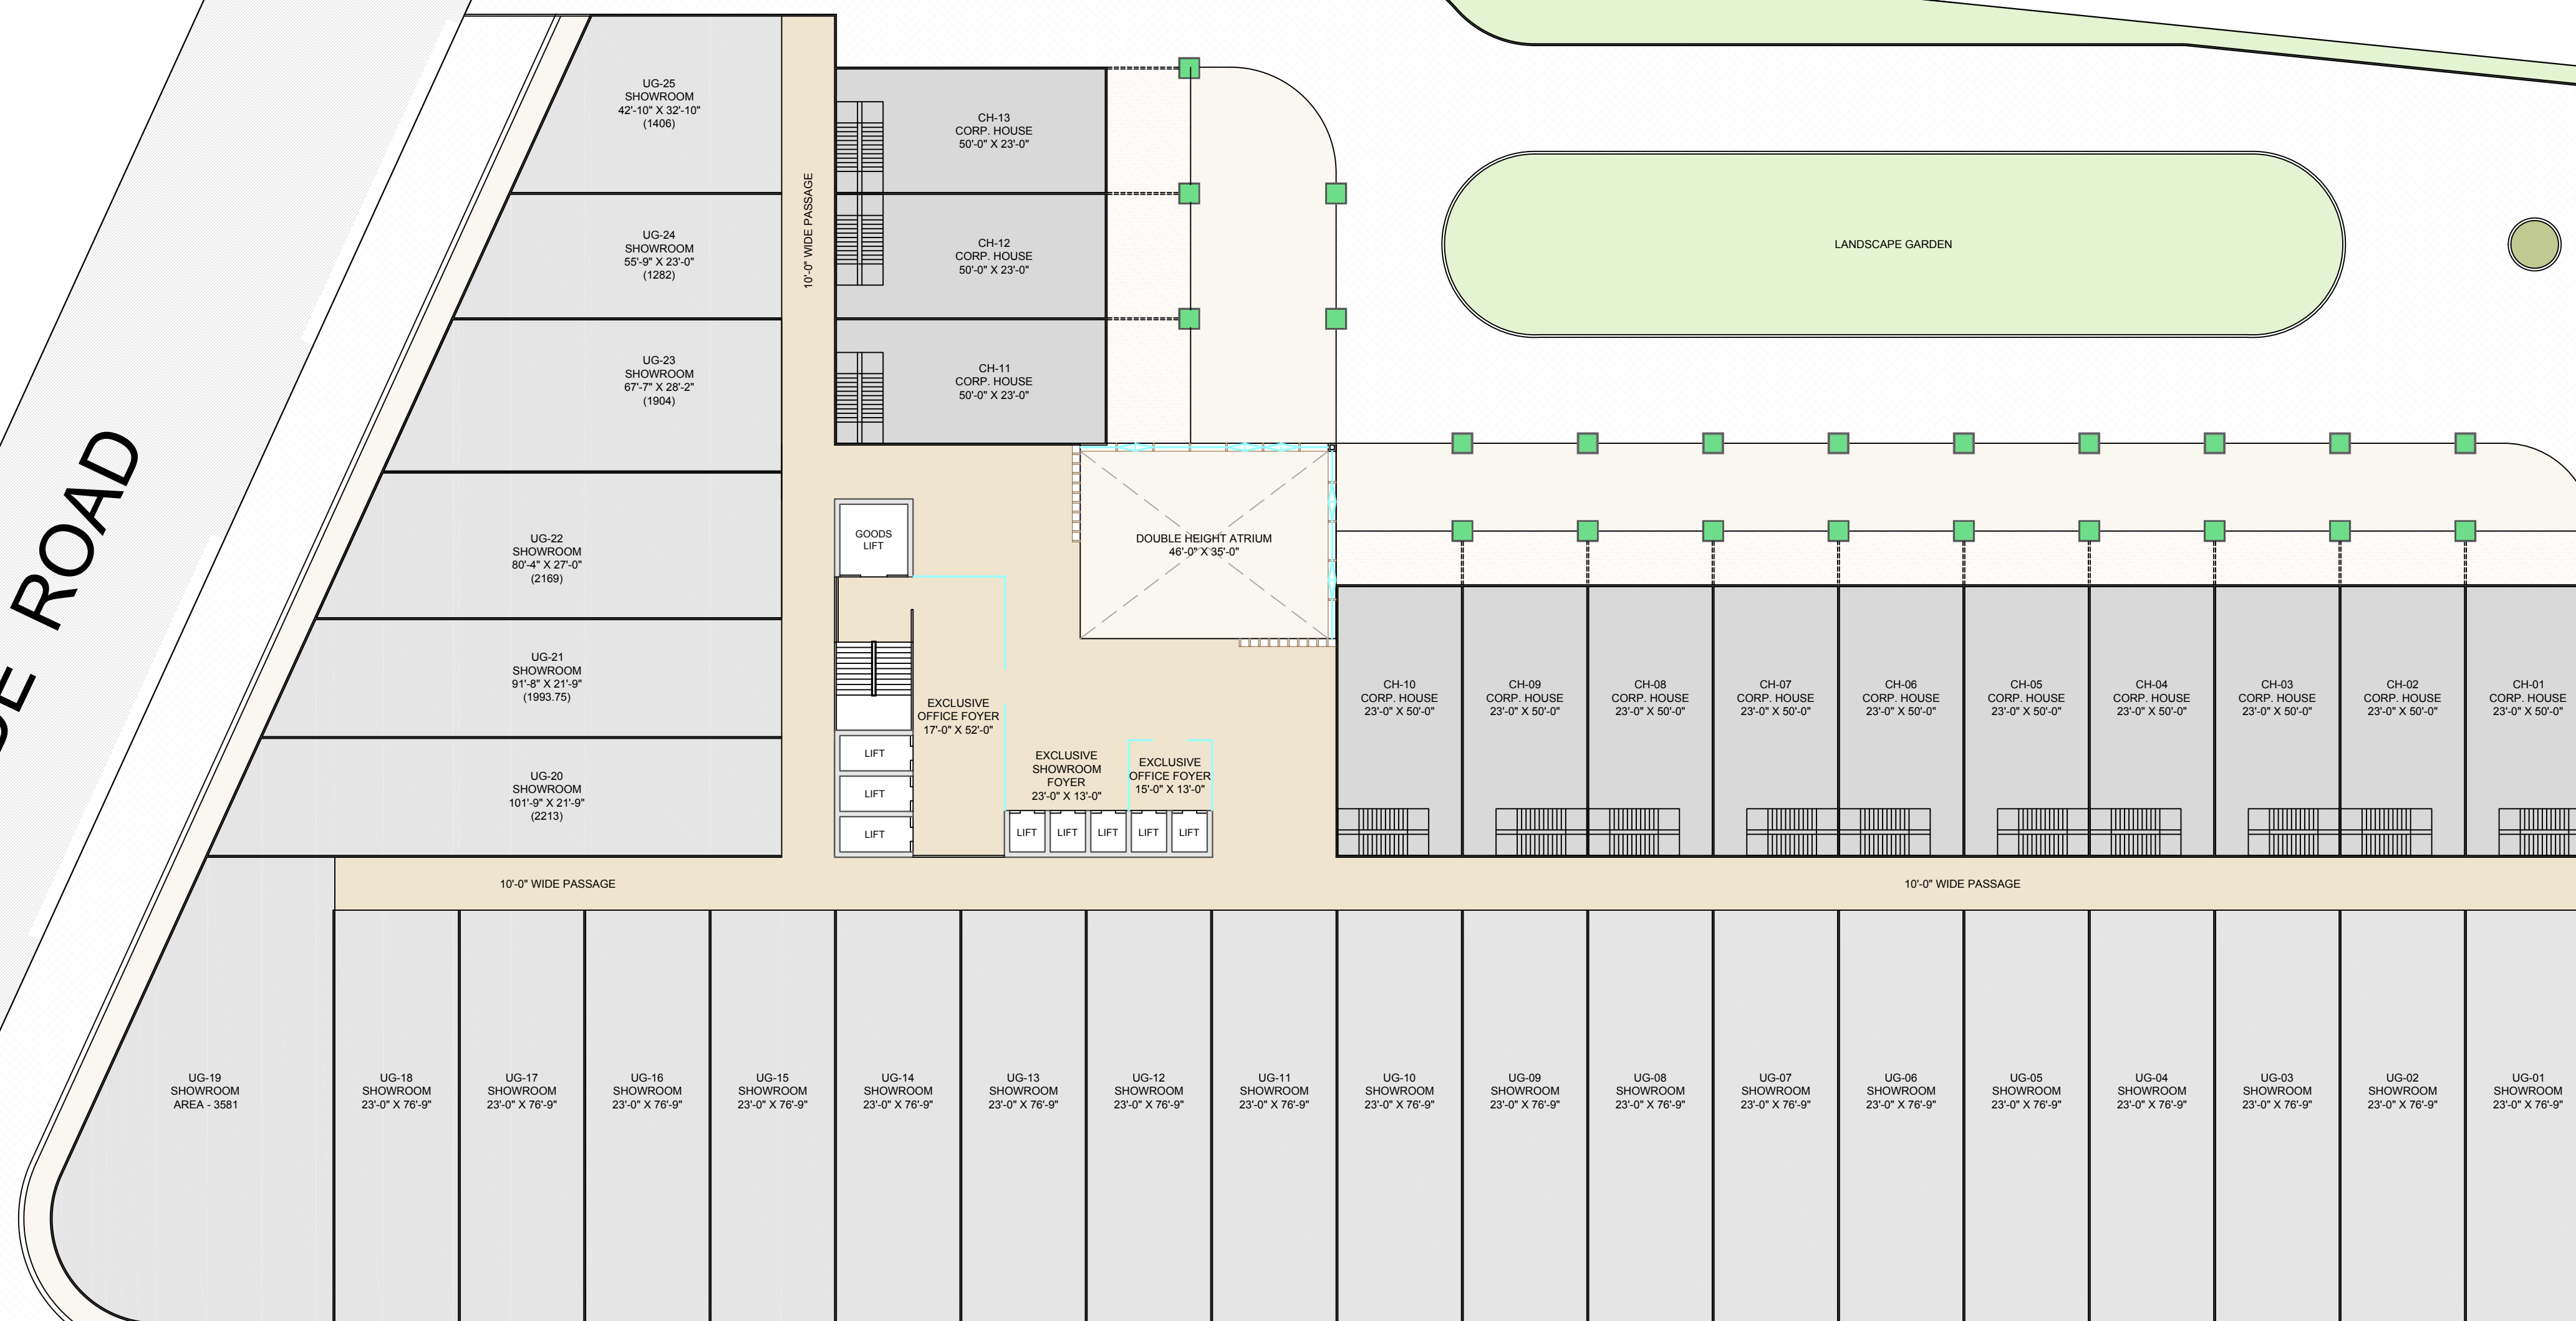 UG-25
SHOWROOM
42'-10" X 32'-10"
(1406)
UG-24
SHOWROOM
55'-9" X 23'-0"
(1282)
UG-23
SHOWROOM
67'-7" X 28'-2"
(1904)
UG-22
SHOWROOM
80'-4" X 27'-0"
(2169)
UG-21
SHOWROOM
91'-8" X 21'-9"
(1993.75)
UG-20
SHOWROOM
101'-9" X 21'-9"
(2213)
10'-0" WIDE PASSAGE
CH-13
CORP. HOUSE
50'-0" X 23'-0"
CH-12
CORP. HOUSE
50'-0" X 23'-0"
CH-11
CORP. HOUSE
50'-0" X 23'-0"
LANDSCAPE GARDEN
ROAD
GOODS
LIFT
DOUBLE HEIGHT ATRIUM
46'-0" X 35'-0"
EXCLUSIVE
OFFICE FOYER
17'-0" X 52'-0"
LIFT
LIFT
LIFT
EXCLUSIVE
SHOWROOM
FOYER
23'-0" X 13'-0"
EXCLUSIVE
OFFICE FOYER
15'-0" X 13'-0"
LIFT
LIFT
LIFT
LIFT
LIFT
CH-10
CORP. HOUSE
23'-0" X 50'-0"
CH-09
CORP. HOUSE
23'-0" X 50'-0"
CH-08
CORP. HOUSE
23'-0" X 50'-0"
CH-07
CORP. HOUSE
23'-0" X 50'-0"
CH-06
CORP. HOUSE
23'-0" X 50'-0"
CH-05
CORP. HOUSE
23'-0" X 50'-0"
CH-04
CORP. HOUSE
23'-0" X 50'-0"
CH-03
CORP. HOUSE
23'-0" X 50'-0"
CH-02
CORP. HOUSE
23'-0" X 50'-0"
CH-01
CORP. HOUSE
23'-0" X 50'-0"
10'-0" WIDE PASSAGE
10'-0" WIDE PASSAGE
UG-19
SHOWROOM
AREA - 3581
UG-18
SHOWROOM
23'-0" X 76'-9"
UG-17
SHOWROOM
23'-0" X 76'-9"
UG-16
SHOWROOM
23'-0" X 76'-9"
UG-15
SHOWROOM
23'-0" X 76'-9"
UG-14
SHOWROOM
23'-0" X 76'-9"
UG-13
SHOWROOM
23'-0" X 76'-9"
UG-12
SHOWROOM
23'-0" X 76'-9"
UG-11
SHOWROOM
23'-0" X 76'-9"
UG-10
SHOWROOM
23'-0" X 76'-9"
UG-09
SHOWROOM
23'-0" X 76'-9"
UG-08
SHOWROOM
23'-0" X 76'-9"
UG-07
SHOWROOM
23'-0" X 76'-9"
UG-06
SHOWROOM
23'-0" X 76'-9"
UG-05
SHOWROOM
23'-0" X 76'-9"
UG-04
SHOWROOM
23'-0" X 76'-9"
UG-03
SHOWROOM
23'-0" X 76'-9"
UG-02
SHOWROOM
23'-0" X 76'-9"
UG-01
SHOWROOM
23'-0" X 76'-9"